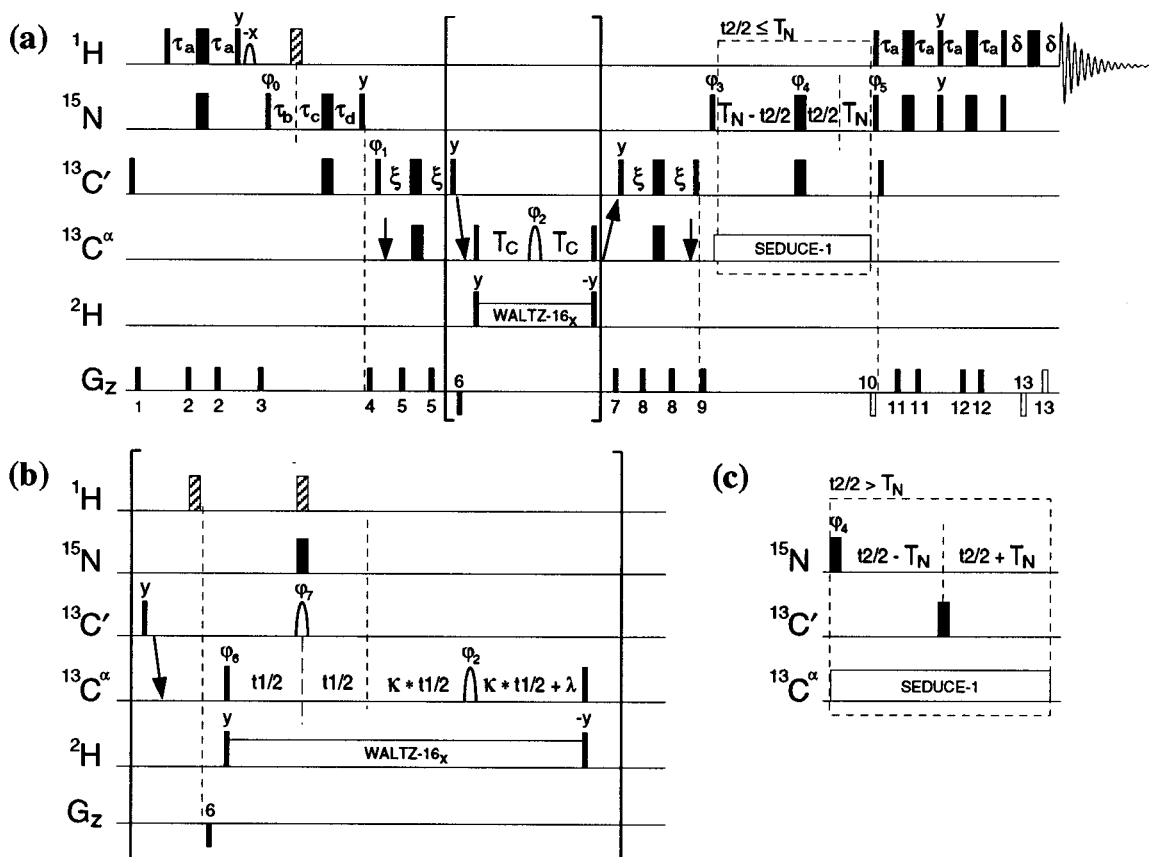 (a)
¹H τa τa y -x t2/2 ≤ TN τa τa y τa τa δ δ
¹⁵N φ0 τb τc τd y φ3 TN - t2/2 φ4 t2/2 TN φ5 y
¹³C′ φ1 ξ ξ y y ξ ξ
¹³Cα TC φ2 TC SEDUCE-1
²H y WALTZ-16x -y
Gz 1 2 2 3 4 5 5 6 7 8 8 9 10 11 11 12 12 13 13
(b)
¹H
¹⁵N
¹³C′ y φ7
¹³Cα φ6 t1/2 t1/2 κ * t1/2 φ2 κ * t1/2 + λ
²H y WALTZ-16x -y
Gz 6
(c)
t2/2 > TN
¹⁵N φ4 t2/2 - TN t2/2 + TN
¹³C′
¹³Cα SEDUCE-1